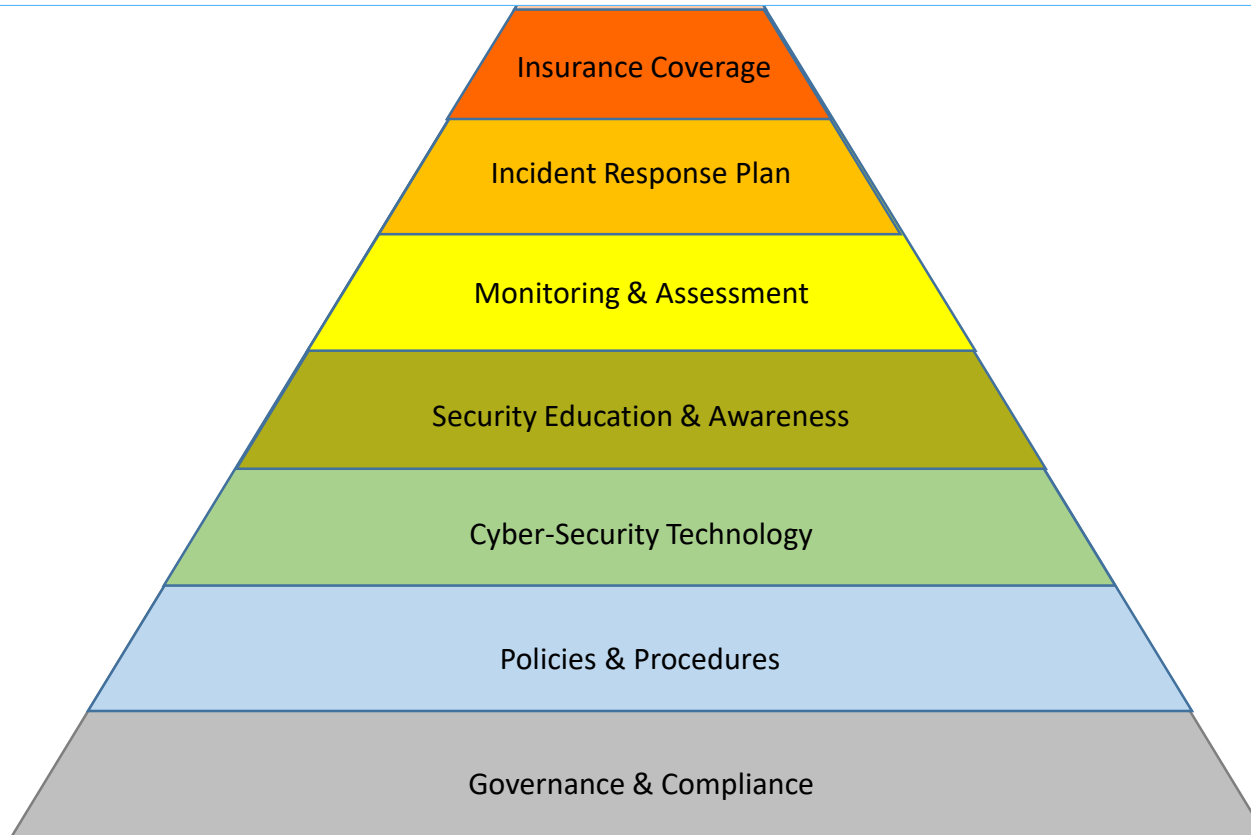 Insurance Coverage
Incident Response Plan
Monitoring & Assessment
Security Education & Awareness
Cyber-Security Technology
Policies & Procedures
Governance & Compliance